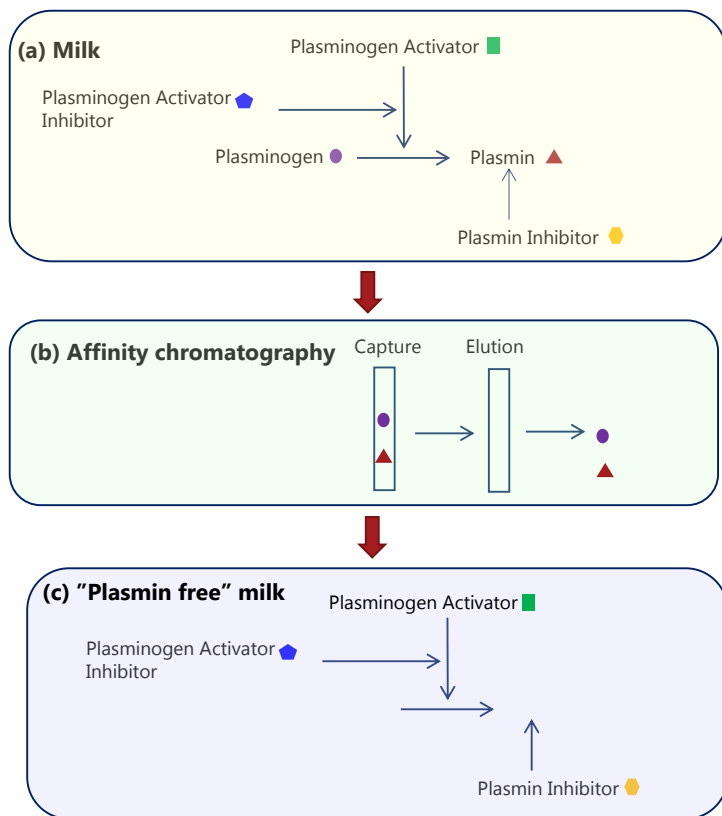 (a) Milk
Plasminogen Activator
Plasminogen Activator
Inhibitor
Plasminogen
Plasmin
Plasmin Inhibitor
(b) Affinity chromatography
Capture
Elution
(c) ”Plasmin free” milk
Plasminogen Activator
Plasminogen Activator
Inhibitor
Plasmin Inhibitor